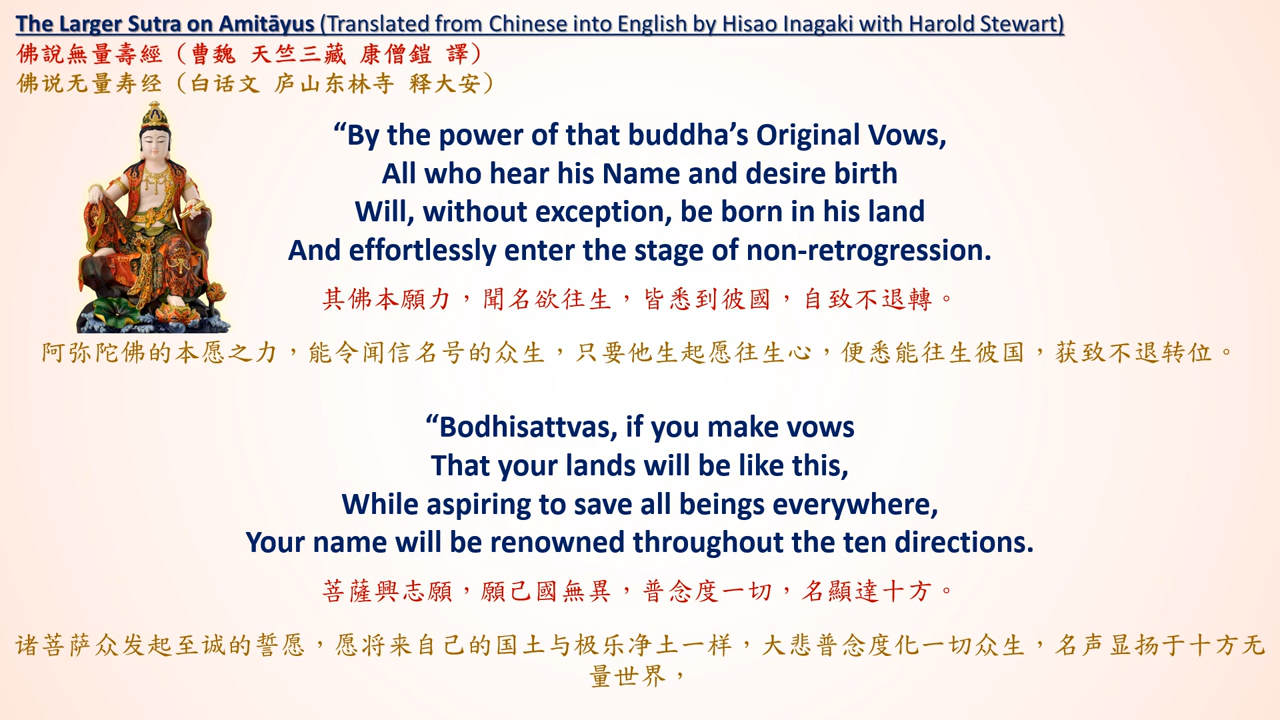 The Larger Sutra on Amitāyus (Translated from Chinese into English by Hisao Inagaki with Harold Stewart)
佛說無量壽經（曹魏 天竺三藏 康僧鎧 譯）
佛说无量寿经（白话文 庐山东林寺 释大安）
“By the power of that buddha’s Original Vows,
All who hear his Name and desire birth
Will, without exception, be born in his land
And effortlessly enter the stage of non-retrogression.
其佛本願力，聞名欲往生，皆悉到彼國，自致不退轉。
阿弥陀佛的本愿之力，能令闻信名号的众生，只要他生起愿往生心，便悉能往生彼国，获致不退转位。
“Bodhisattvas, if you make vows
That your lands will be like this,
While aspiring to save all beings everywhere,
Your name will be renowned throughout the ten directions.
菩薩興志願，願己國無異，普念度一切，名顯達十方。
诸菩萨众发起至诚的誓愿，愿将来自己的国土与极乐净土一样，大悲普念度化一切众生，名声显扬于十方无
量世界，